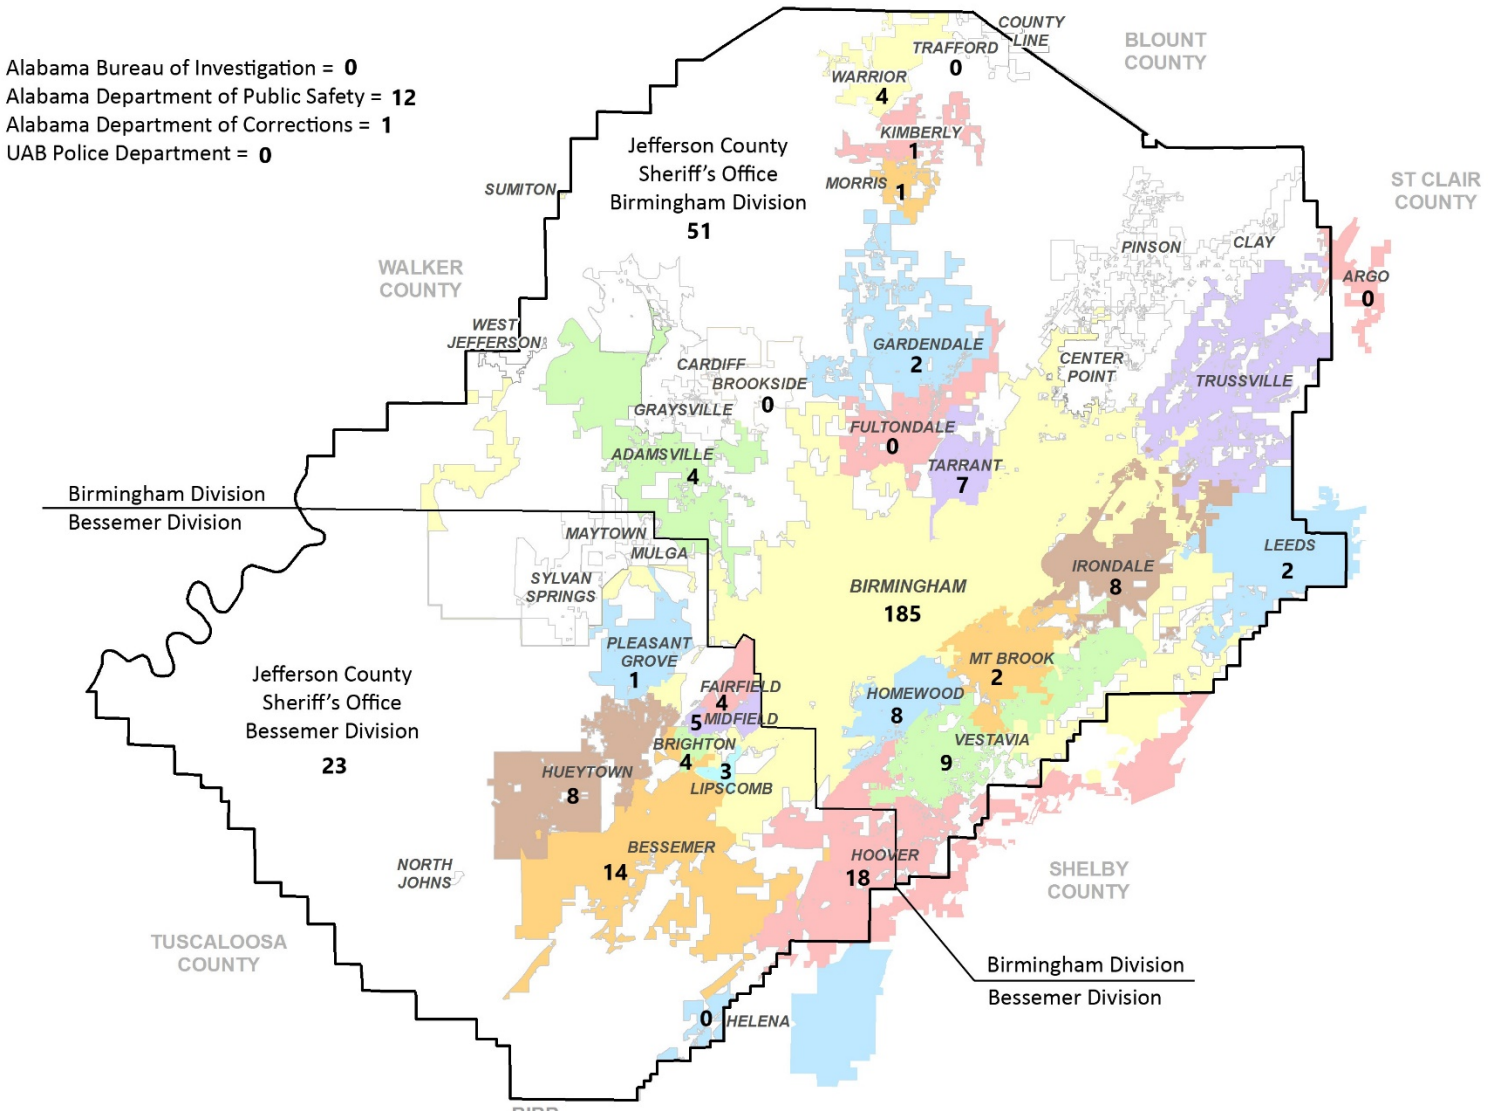 Alabama Bureau of Investigation = 0
Alabama Department of Public Safety = 12
Alabama Department of Corrections = 1
UAB Police Department = 0
COUNTY
LINE
TRAFFORD
0
BLOUNT
COUNTY
WARRIOR
4
KIMBERLY
1
Jefferson County
Sheriff's Office
Birmingham Division
51
MORRIS 1
SUMITON
ST CLAIR
COUNTY
PINSON
CLAY
WALKER
COUNTY
ARGO
0
WEST
JEFFERSON
GARDENDALE
2
CARDIFF
BROOKSIDE
0
CENTER
POINT
TRUSSVILLE
GRAYSVILLE
FULTONDALE
0
ADAMSVILLE
4
TARRANT
7
Birmingham Division
Bessemer Division
MAYTOWN
MULGA
LEEDS
2
SYLVAN
SPRINGS
IRONDALE
8
BIRMINGHAM
185
PLEASANT
GROVE
1
MT BROOK
2
Jefferson County
Sheriff's Office
Bessemer Division
23
FAIRFIELD
4
HOMEWOOD
8
5 MIDFIELD
BRIGHTON
4
VESTAVIA
9
3
LIPSCOMB
HUEYTOWN
8
BESSEMER
14
HOOVER
18
NORTH
JOHNS
SHELBY
COUNTY
TUSCALOOSA
COUNTY
Birmingham Division
Bessemer Division
0 HELENA